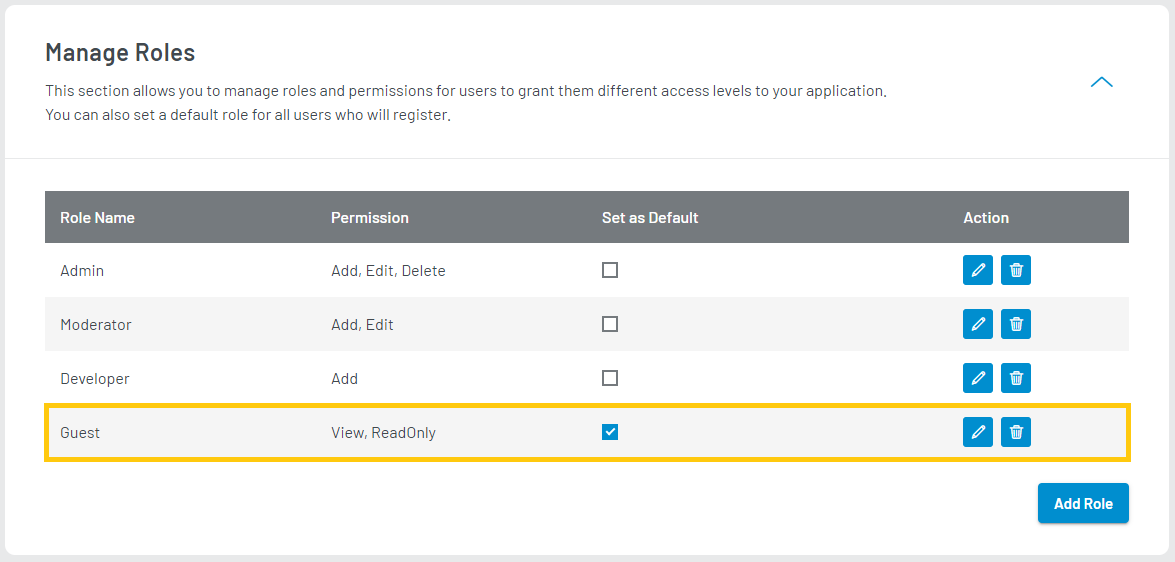 Manage Roles
This section allows you to manage roles and permissions for users to grant them different access levels to your application.
You can also set a default role for all users who will register.
Role Name Permission Set as Default Action
Admin Add, Edit, Delete
Moderator Add, Edit
Developer Add
Guest View, ReadOnly
Add Role